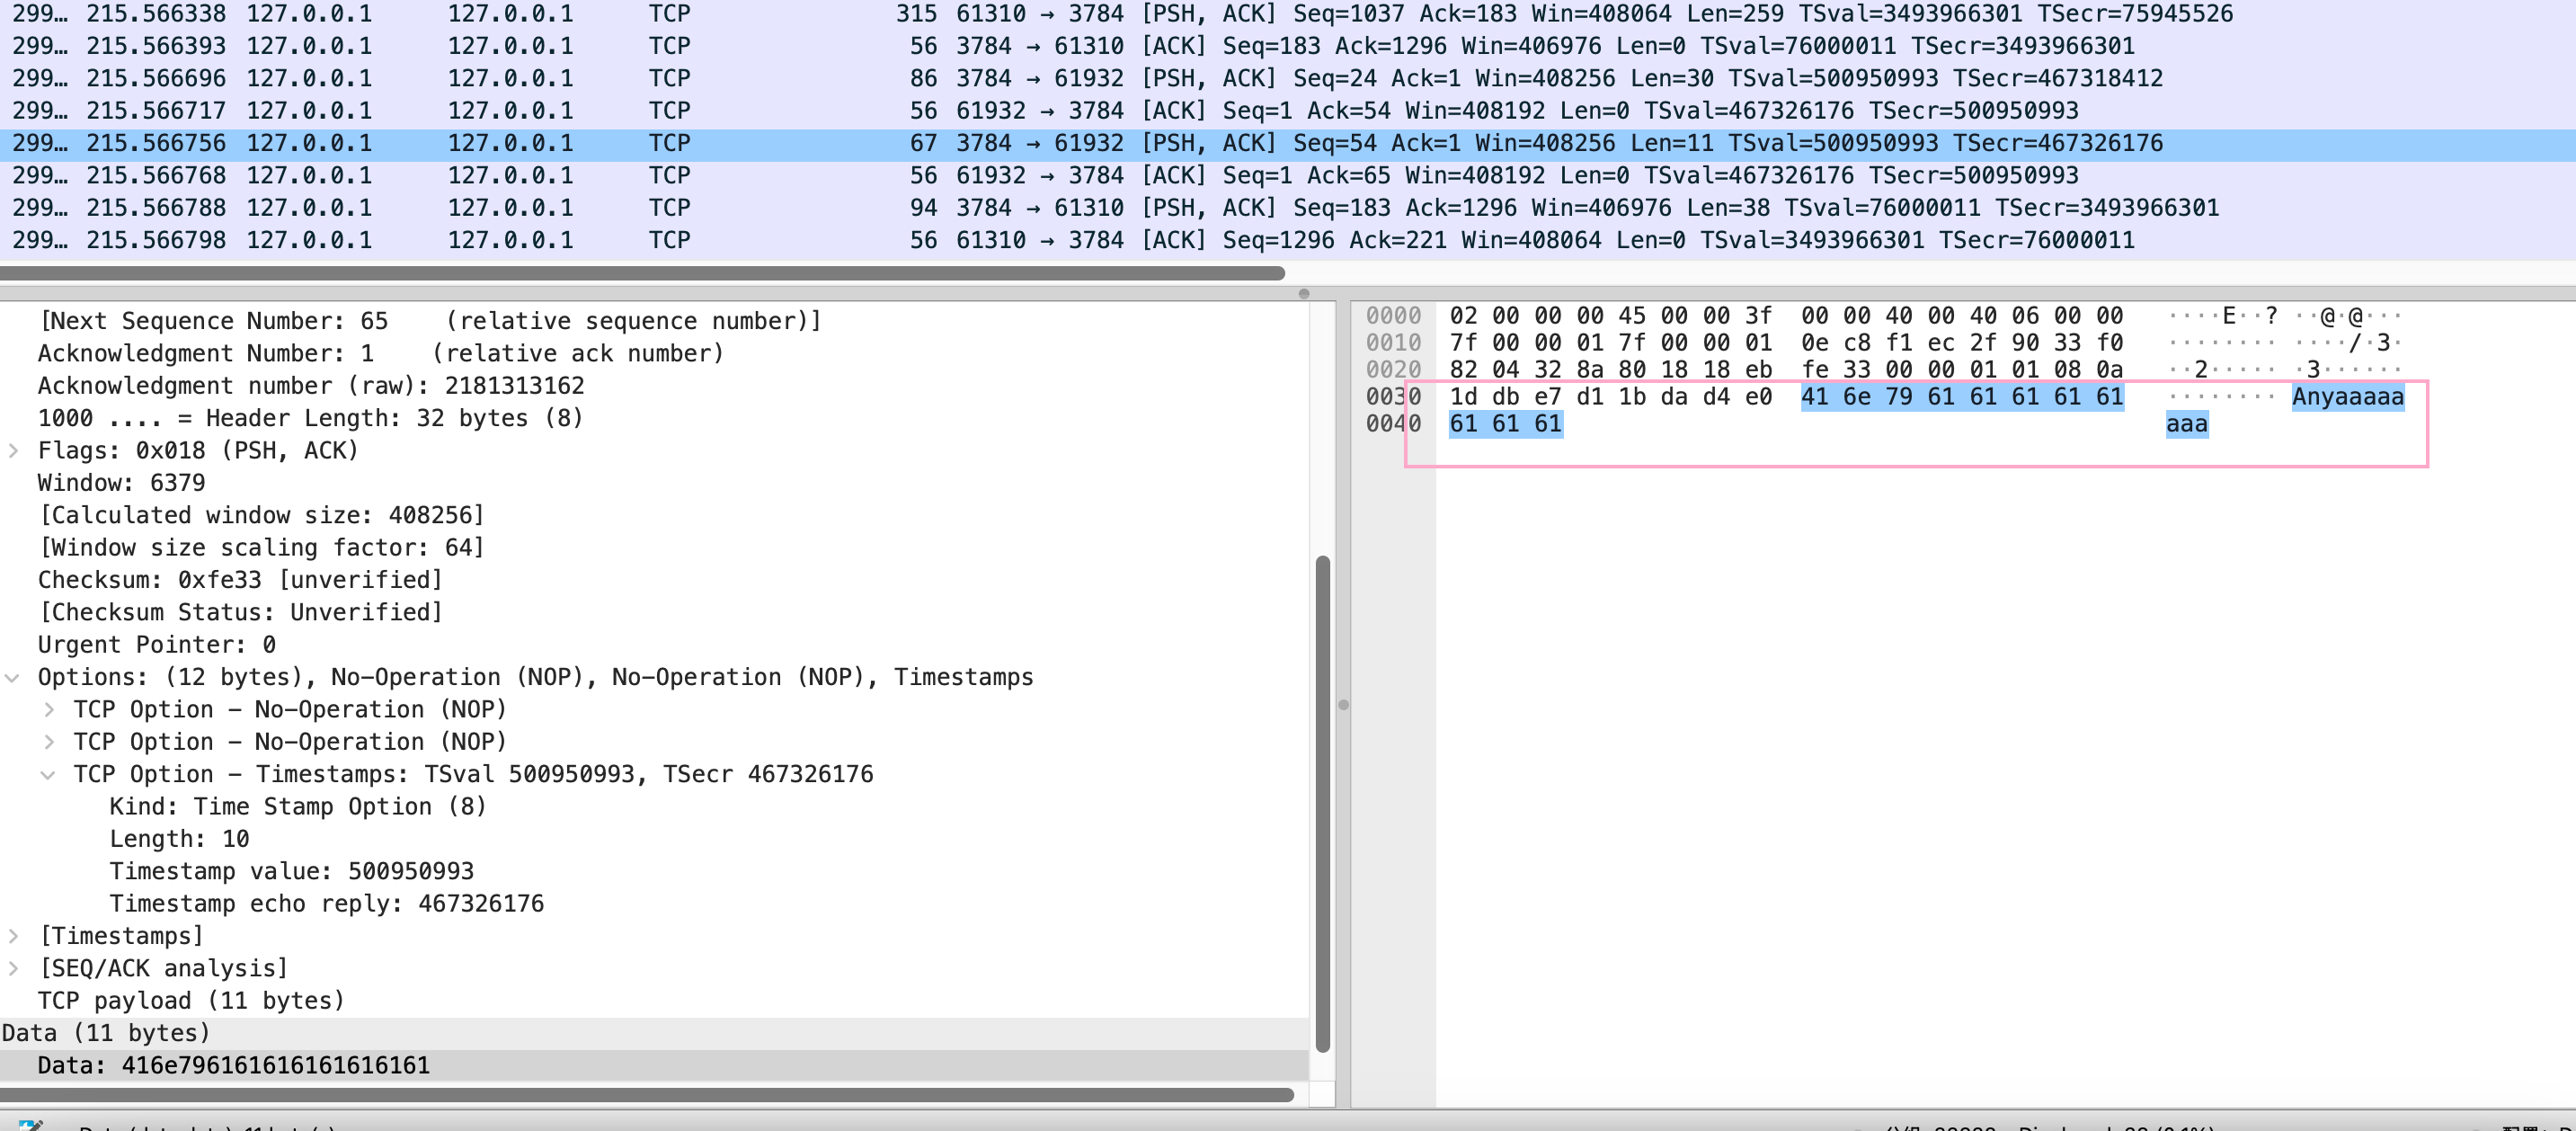 299… 215.566338 127.0.0.1 127.0.0.1 TCP 315 61310 → 3784 [PSH, ACK] Seq=1037 Ack=183 Win=408064 Len=259 TSval=3493966301 TSecr=75945526
299… 215.566393 127.0.0.1 127.0.0.1 TCP 56 3784 → 61310 [ACK] Seq=183 Ack=1296 Win=406976 Len=0 TSval=76000011 TSecr=3493966301
299… 215.566696 127.0.0.1 127.0.0.1 TCP 86 3784 → 61932 [PSH, ACK] Seq=24 Ack=1 Win=408256 Len=30 TSval=500950993 TSecr=467318412
299… 215.566717 127.0.0.1 127.0.0.1 TCP 56 61932 → 3784 [ACK] Seq=1 Ack=54 Win=408192 Len=0 TSval=467326176 TSecr=500950993
299… 215.566756 127.0.0.1 127.0.0.1 TCP 67 3784 → 61932 [PSH, ACK] Seq=54 Ack=1 Win=408256 Len=11 TSval=500950993 TSecr=467326176
299… 215.566768 127.0.0.1 127.0.0.1 TCP 56 61932 → 3784 [ACK] Seq=1 Ack=65 Win=408192 Len=0 TSval=467326176 TSecr=500950993
299… 215.566788 127.0.0.1 127.0.0.1 TCP 94 3784 → 61310 [PSH, ACK] Seq=183 Ack=1296 Win=406976 Len=38 TSval=76000011 TSecr=3493966301
299… 215.566798 127.0.0.1 127.0.0.1 TCP 56 61310 → 3784 [ACK] Seq=1296 Ack=221 Win=408064 Len=0 TSval=3493966301 TSecr=76000011
[Next Sequence Number: 65 (relative sequence number)]
Acknowledgment Number: 1 (relative ack number)
Acknowledgment number (raw): 2181313162
1000 .... = Header Length: 32 bytes (8)
Flags: 0x018 (PSH, ACK)
Window: 6379
[Calculated window size: 408256]
[Window size scaling factor: 64]
Checksum: 0xfe33 [unverified]
[Checksum Status: Unverified]
Urgent Pointer: 0
Options: (12 bytes), No-Operation (NOP), No-Operation (NOP), Timestamps
TCP Option – No-Operation (NOP)
TCP Option – No-Operation (NOP)
TCP Option – Timestamps: TSval 500950993, TSecr 467326176
Kind: Time Stamp Option (8)
Length: 10
Timestamp value: 500950993
Timestamp echo reply: 467326176
[Timestamps]
[SEQ/ACK analysis]
TCP payload (11 bytes)
Data (11 bytes)
Data: 416e796161616161616161
0000 02 00 00 00 45 00 00 3f 00 00 40 00 40 06 00 00 ····E··? ··@·@···
0010 7f 00 00 01 7f 00 00 01 0e c8 f1 ec 2f 90 33 f0 ········ ····/·3·
0020 82 04 32 8a 80 18 18 eb fe 33 00 00 01 01 08 0a ··2····· ·3······
0030 1d db e7 d1 1b da d4 e0 41 6e 79 61 61 61 61 61 ········ Anyaaaaa
0040 61 61 61 aaa